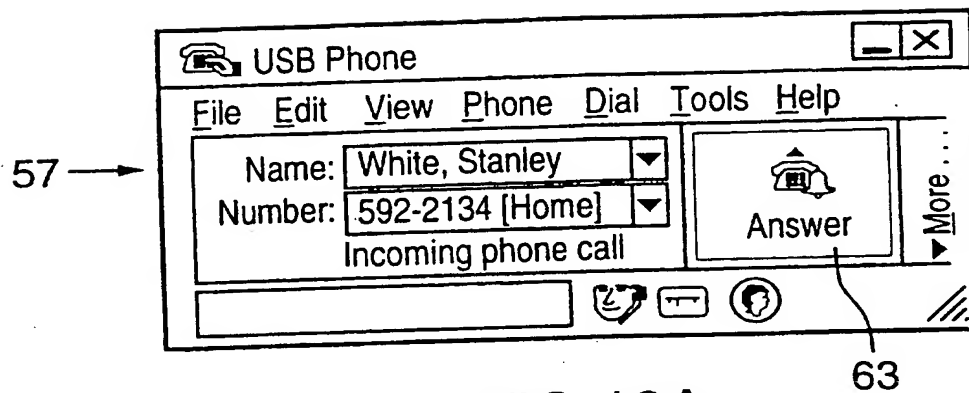 USB Phone
File Edit View Phone Dial Tools Help
57
Name: White, Stanley
Number: 592-2134 [Home]
Incoming phone call
Answer
More...
63